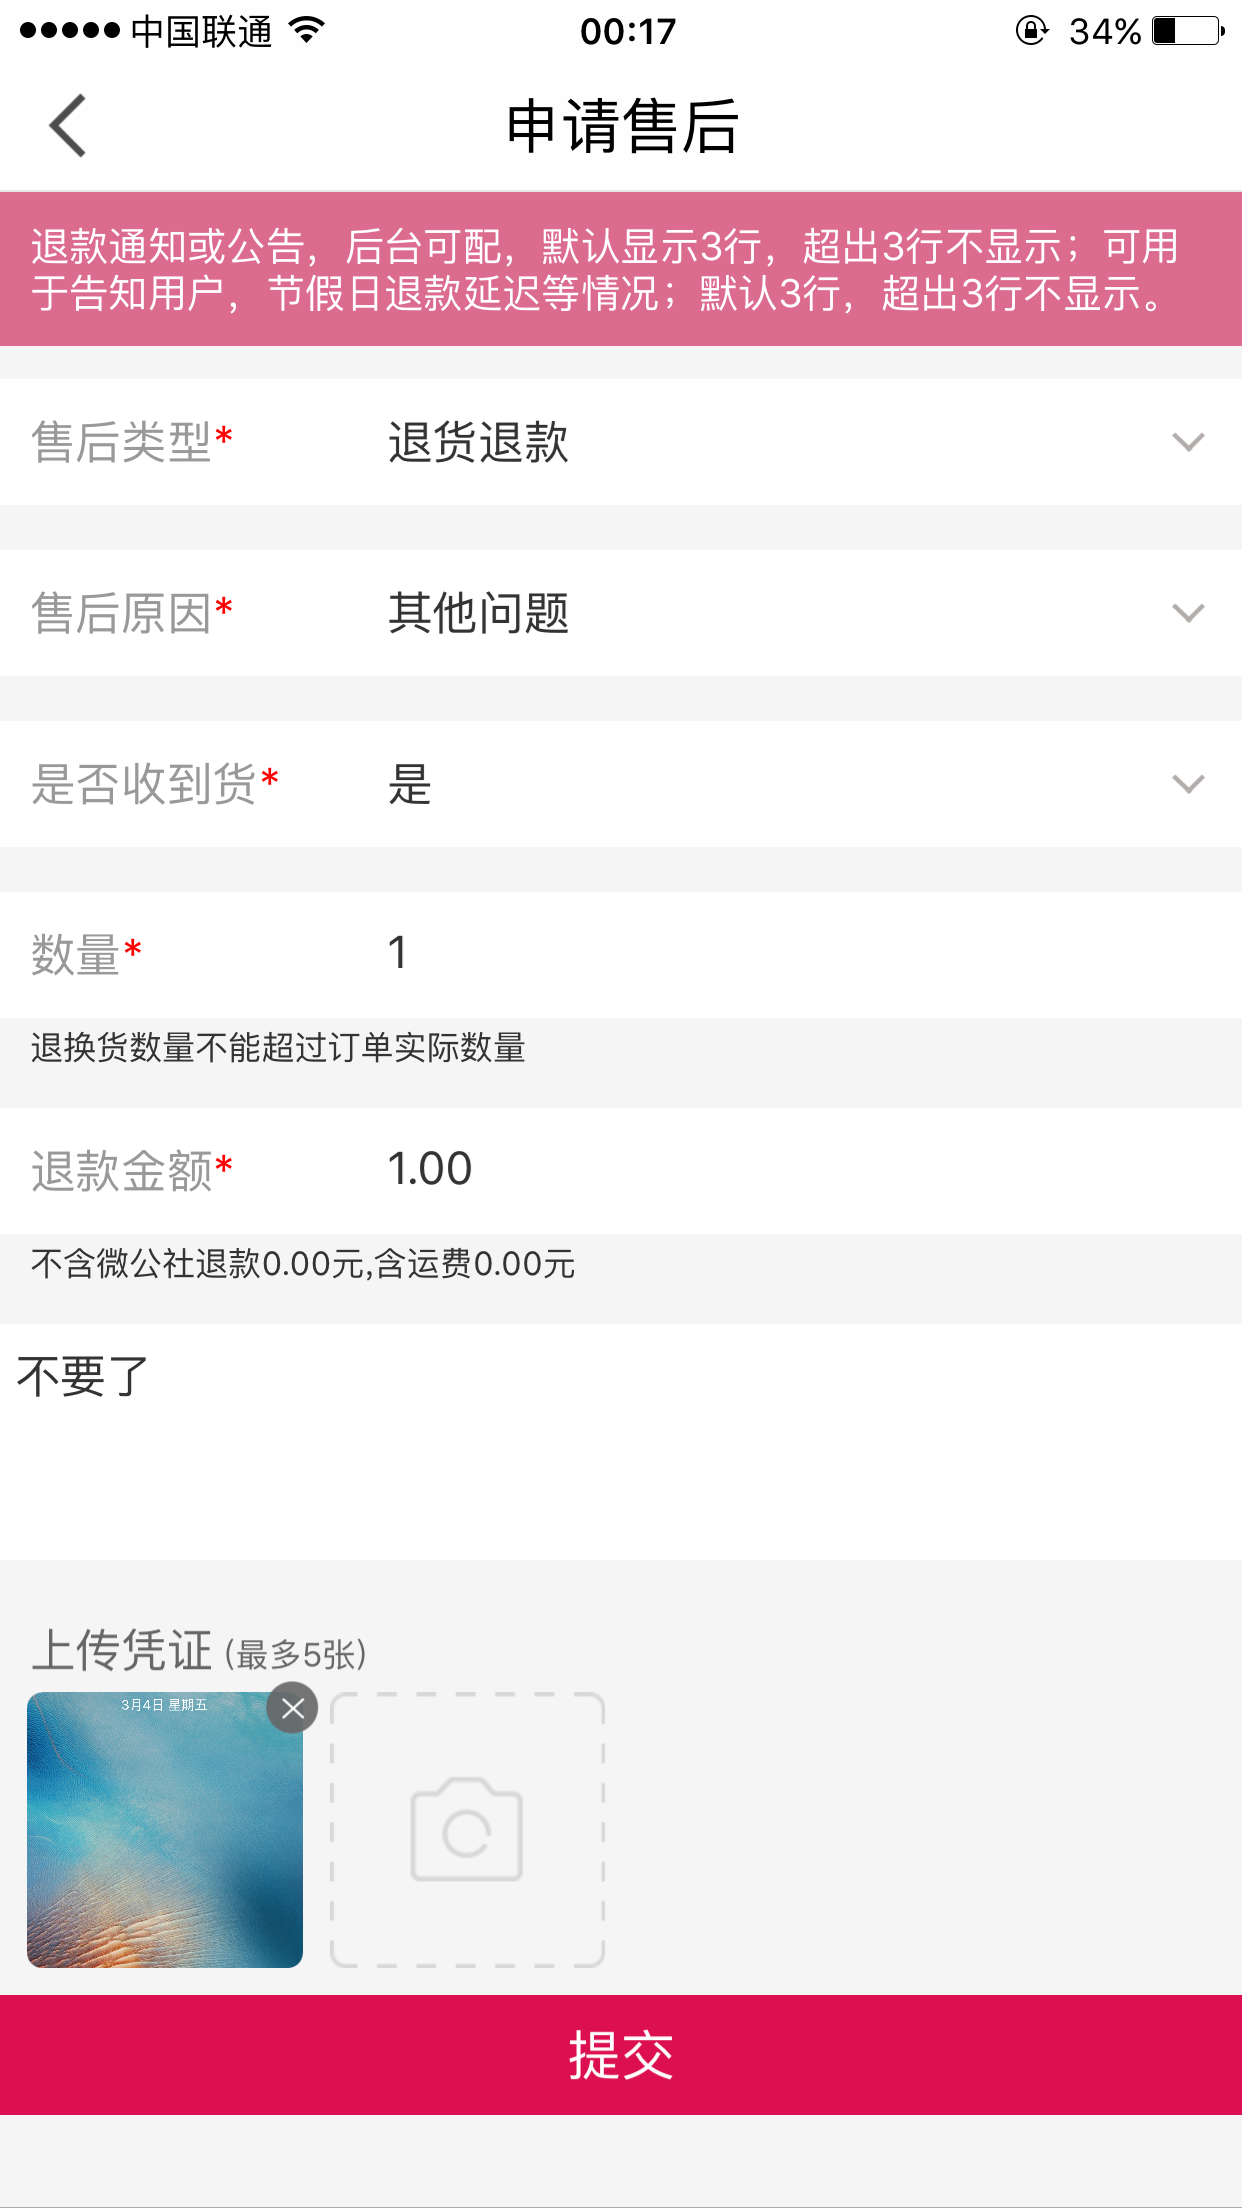 中国联通
00:17
34%
申请售后
退款通知或公告，后台可配，默认显示3行，超出3行不显示；可用
于告知用户，节假日退款延迟等情况；默认3行，超出3行不显示。
售后类型* 退货退款
售后原因* 其他问题
是否收到货* 是
数量* 1
退换货数量不能超过订单实际数量
退款金额* 1.00
不含微公社退款0.00元,含运费0.00元
不要了
上传凭证 (最多5张)
3月4日 星期五
提交